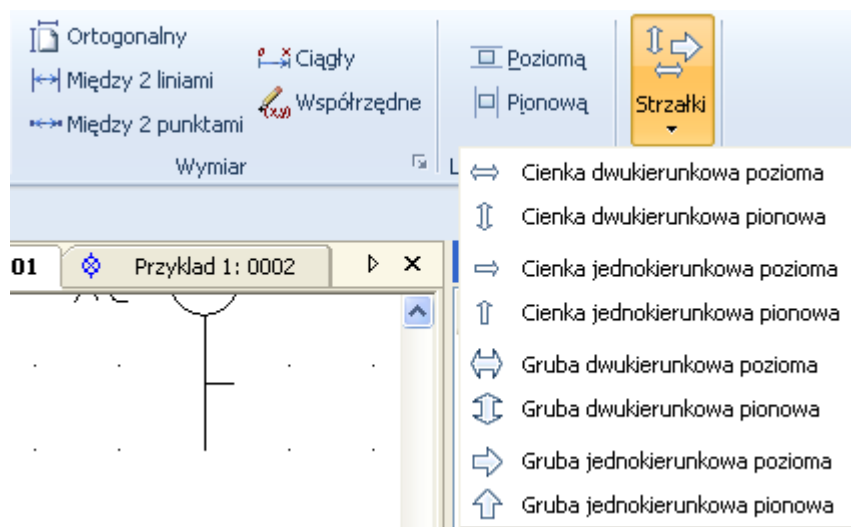 Ortogonalny
Między 2 liniami
Między 2 punktami
Ciągły
(x,y) Współrzędne
Wymiar
Poziomą
Pionową
Strzałki
L
Cienka dwukierunkowa pozioma
Cienka dwukierunkowa pionowa
Cienka jednokierunkowa pozioma
Cienka jednokierunkowa pionowa
Gruba dwukierunkowa pozioma
Gruba dwukierunkowa pionowa
Gruba jednokierunkowa pozioma
Gruba jednokierunkowa pionowa
01
Przykład 1: 0002